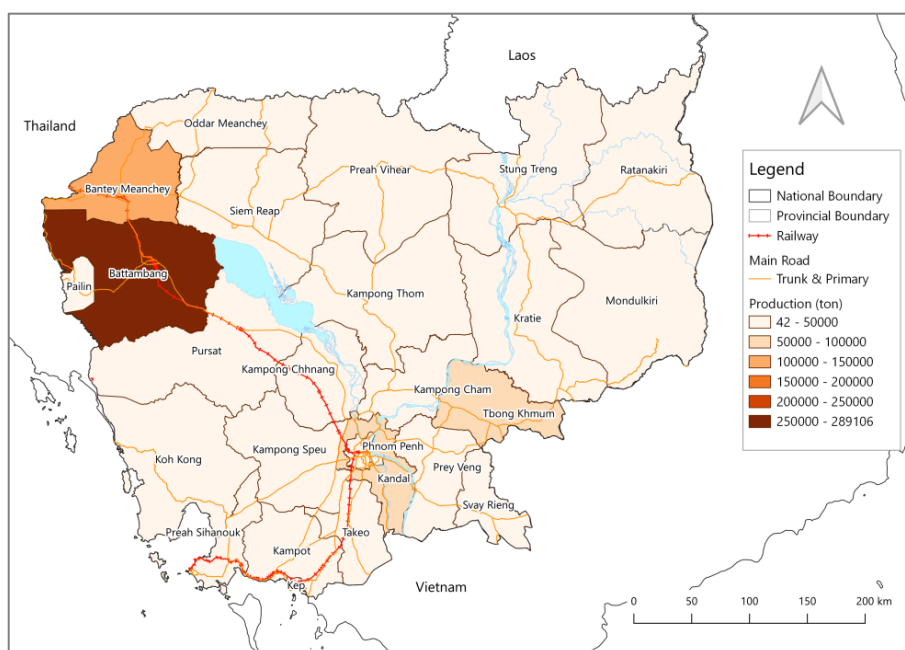 Laos
Thailand
Oddar Meanchey
Preah Vihear
Stung Treng
Ratanakiri
Bantey Meanchey
Siem Reap
Battambang
Pailin
Kampong Thom
Kratie
Mondulkiri
Pursat
Kampong Chhnang
Kampong Cham
Tbong Khmum
Phnom Penh
Koh Kong
Kampong Speu
Kandal
Prey Veng
Svay Rieng
Preah Sihanouk
Kampot
Takeo
Kep
Vietnam
Legend
National Boundary
Provincial Boundary
Railway
Main Road
Trunk & Primary
Production (ton)
42 - 50000
50000 - 100000
100000 - 150000
150000 - 200000
200000 - 250000
250000 - 289106
0 50 100 150 200 km